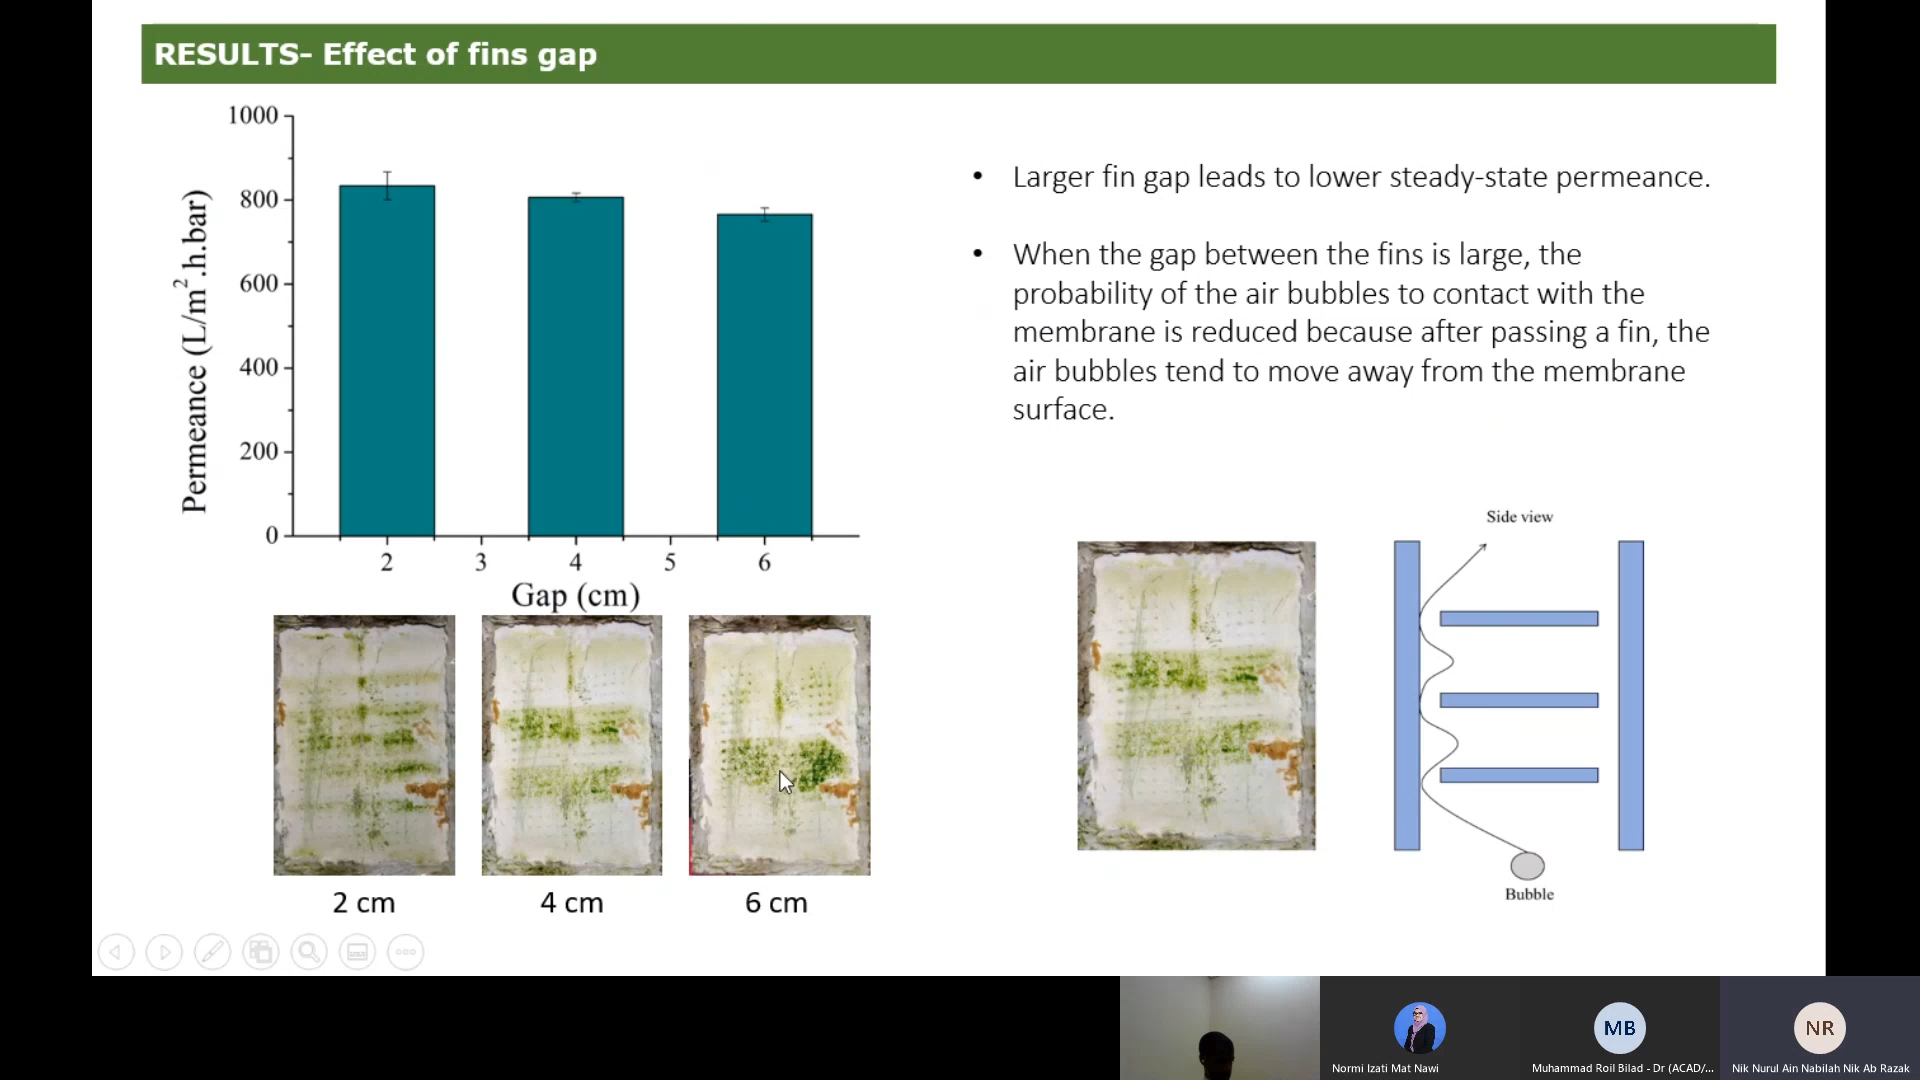 RESULTS- Effect of fins gap
1000
800
600
400
200
0
Permeance (L/m².h.bar)
2 3 4 5 6
Gap (cm)
2 cm 4 cm 6 cm
• Larger fin gap leads to lower steady-state permeance.
• When the gap between the fins is large, the
probability of the air bubbles to contact with the
membrane is reduced because after passing a fin, the
air bubbles tend to move away from the membrane
surface.
Side view
Bubble
MB
NR
Normi Izati Mat Nawi
Muhammad Roil Bilad - Dr (ACAD/...
Nik Nurul Ain Nabilah Nik Ab Razak